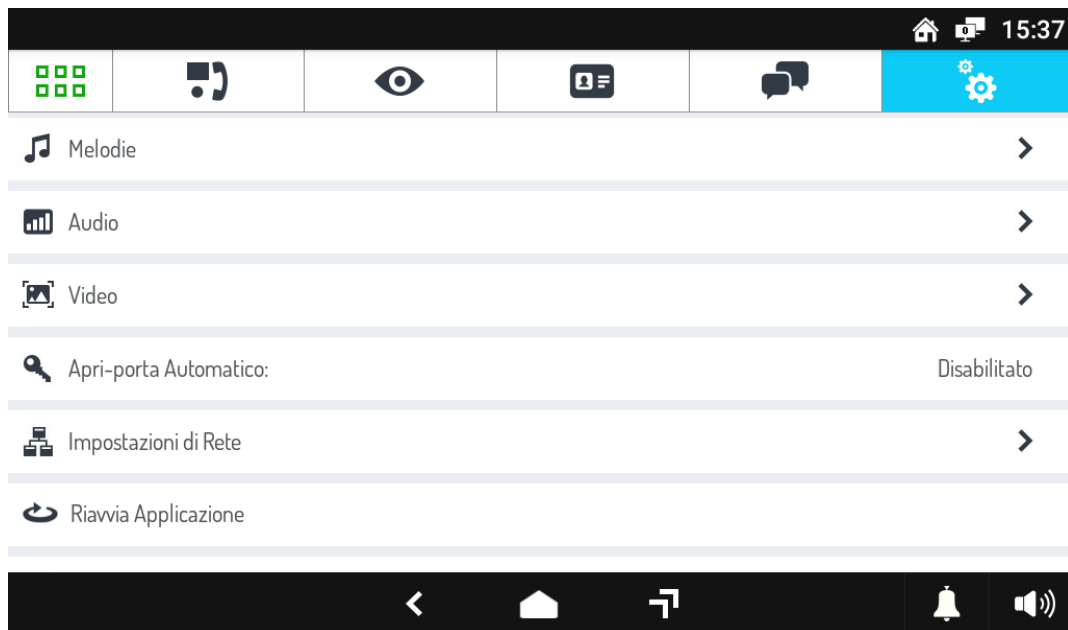 15:37
Melodie
Audio
Video
Apri-porta Automatico: Disabilitato
Impostazioni di Rete
Riavvia Applicazione